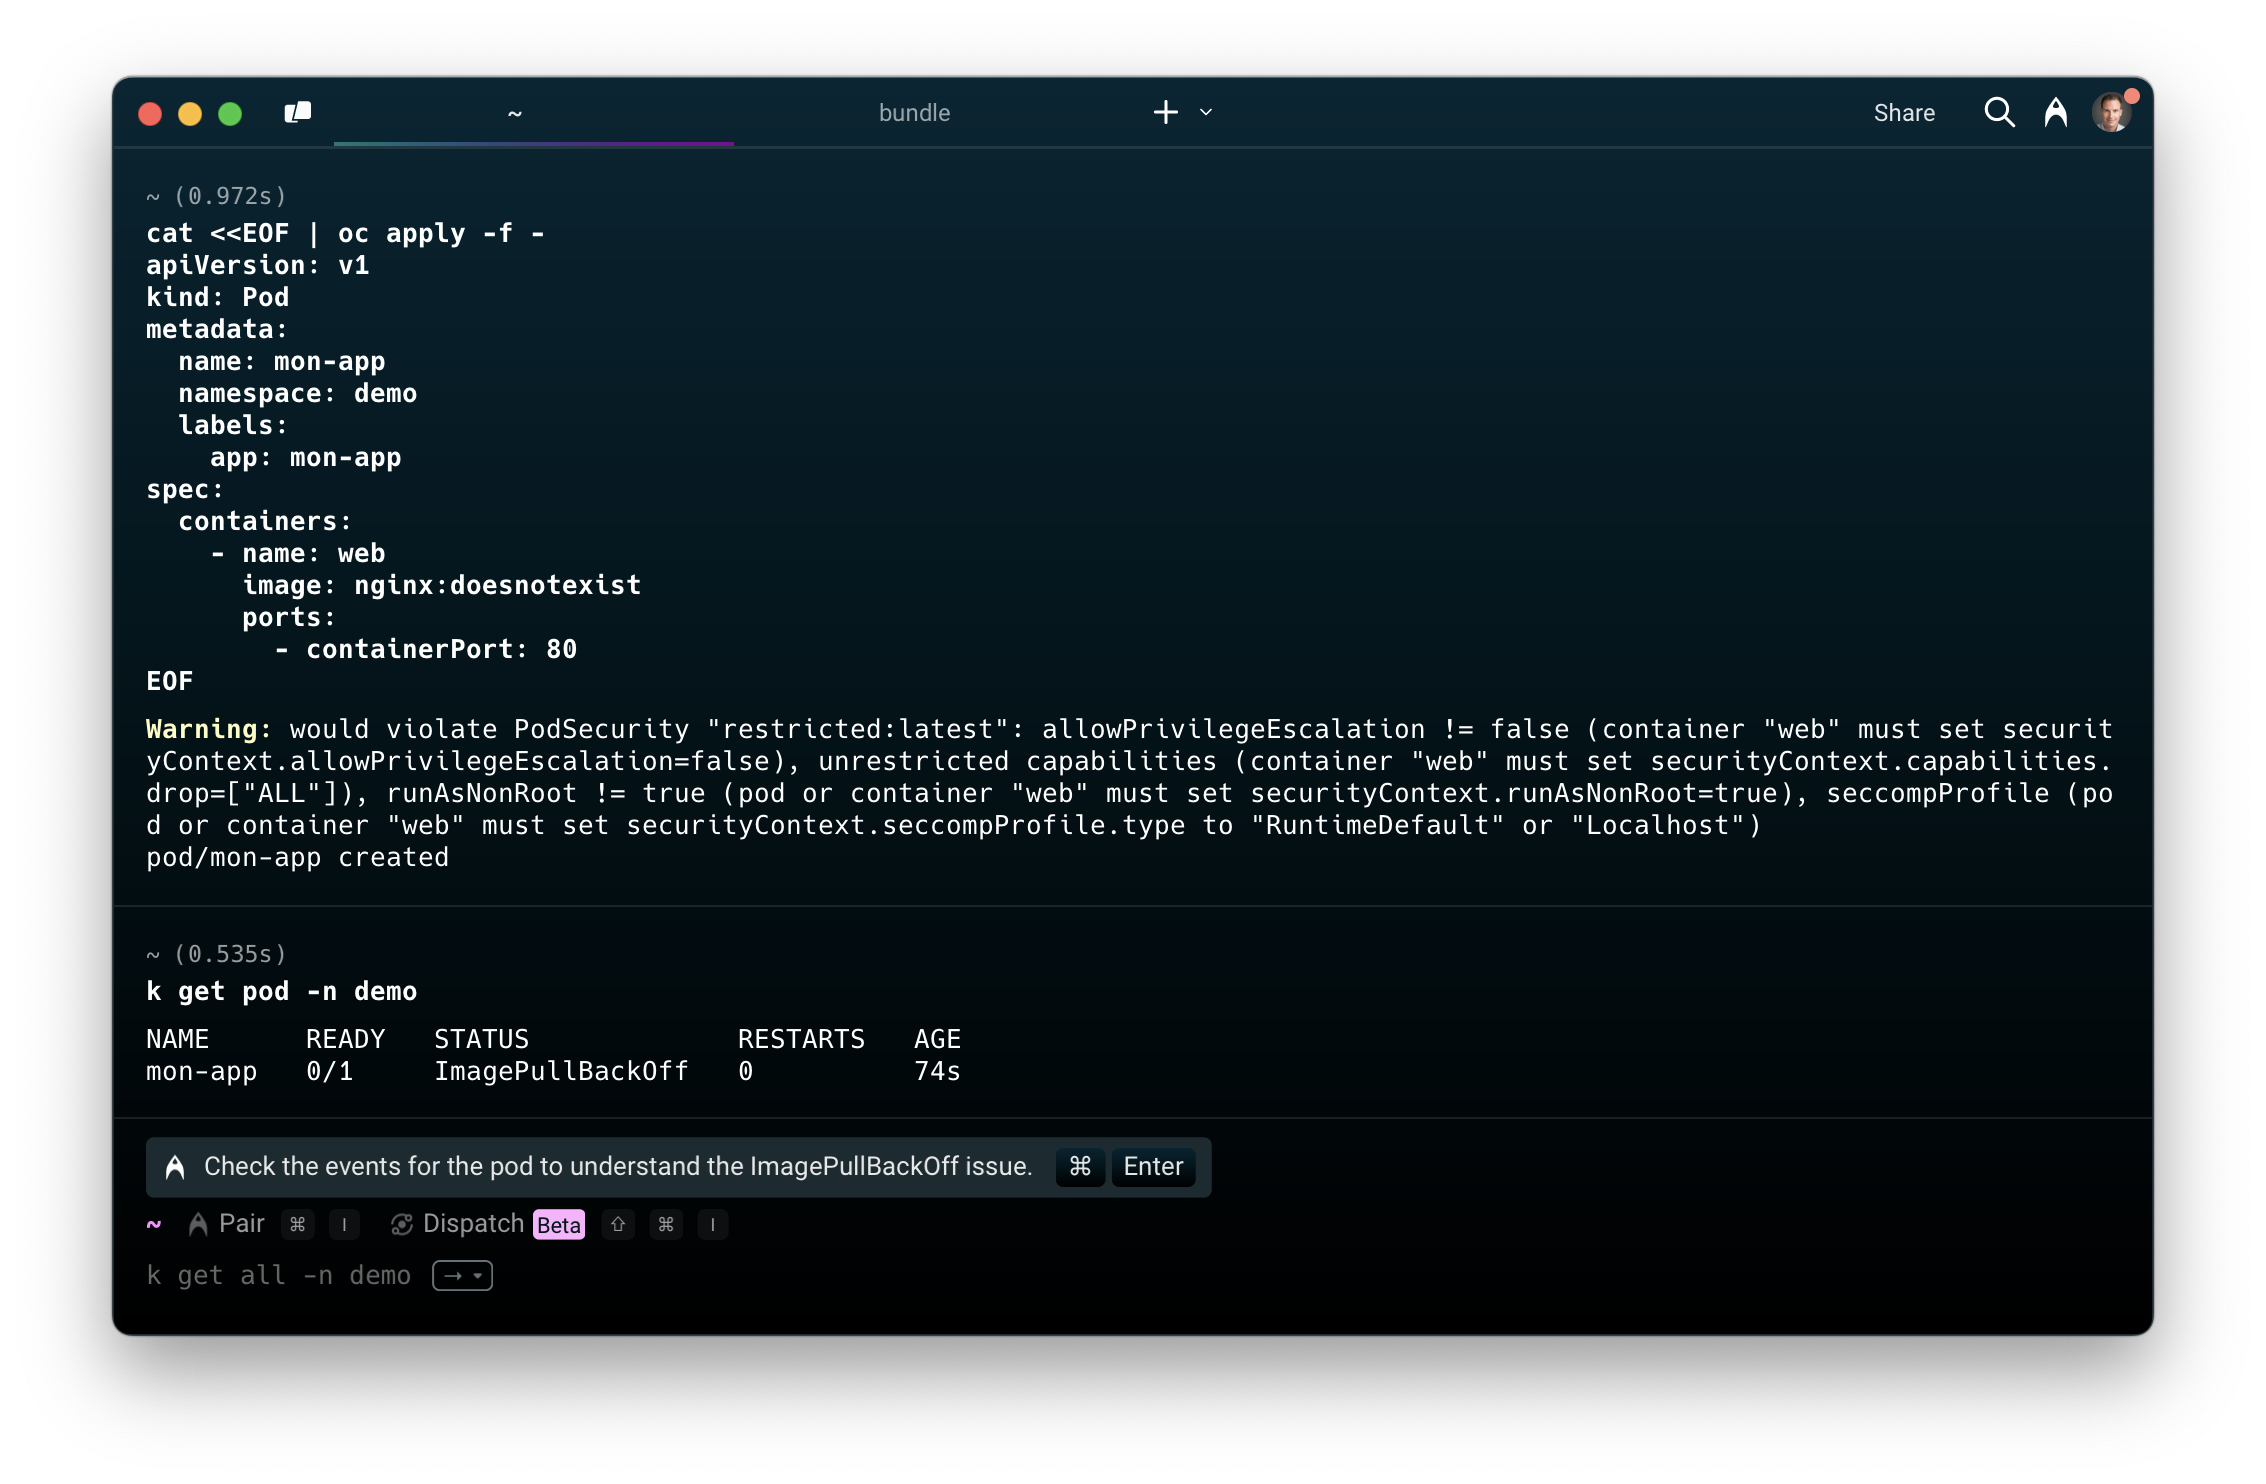 ~
bundle
Share
~ (0.972s)
cat <<EOF | oc apply -f -
apiVersion: v1
kind: Pod
metadata:
  name: mon-app
  namespace: demo
  labels:
    app: mon-app
spec:
  containers:
    - name: web
      image: nginx:doesnotexist
      ports:
        - containerPort: 80
EOF
Warning: would violate PodSecurity "restricted:latest": allowPrivilegeEscalation != false (container "web" must set securit
yContext.allowPrivilegeEscalation=false), unrestricted capabilities (container "web" must set securityContext.capabilities.
drop=["ALL"]), runAsNonRoot != true (pod or container "web" must set securityContext.runAsNonRoot=true), seccompProfile (po
d or container "web" must set securityContext.seccompProfile.type to "RuntimeDefault" or "Localhost")
pod/mon-app created
~ (0.535s)
k get pod -n demo
NAME      READY   STATUS             RESTARTS   AGE
mon-app   0/1     ImagePullBackOff   0          74s
Check the events for the pod to understand the ImagePullBackOff issue. ⌘ Enter
~ Pair ⌘ I Dispatch Beta ⇧ ⌘ I
k get all -n demo →